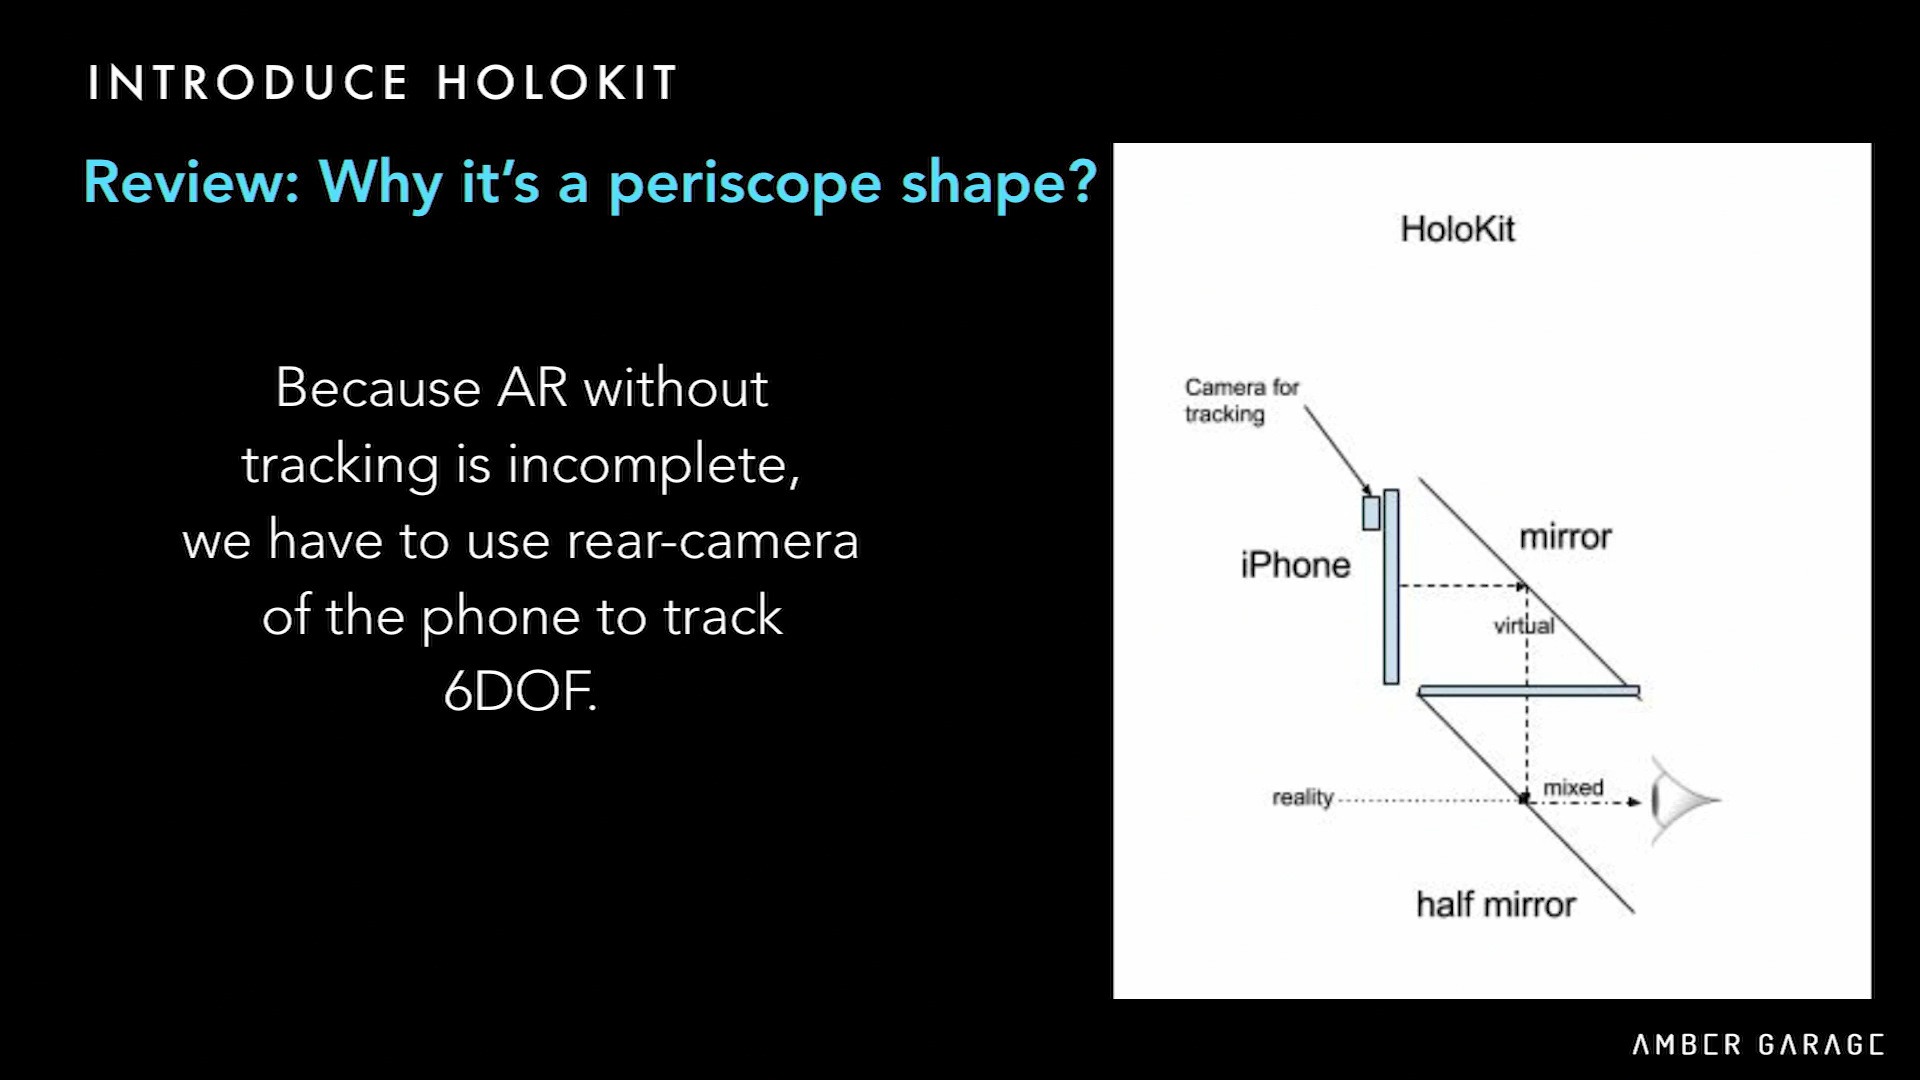 INTRODUCE HOLOKIT
Review: Why it’s a periscope shape?
Because AR without
tracking is incomplete,
we have to use rear-camera
of the phone to track
6DOF.
HoloKit
Camera for
tracking
mirror
iPhone
virtual
reality
mixed
half mirror
AMBER GARAGE